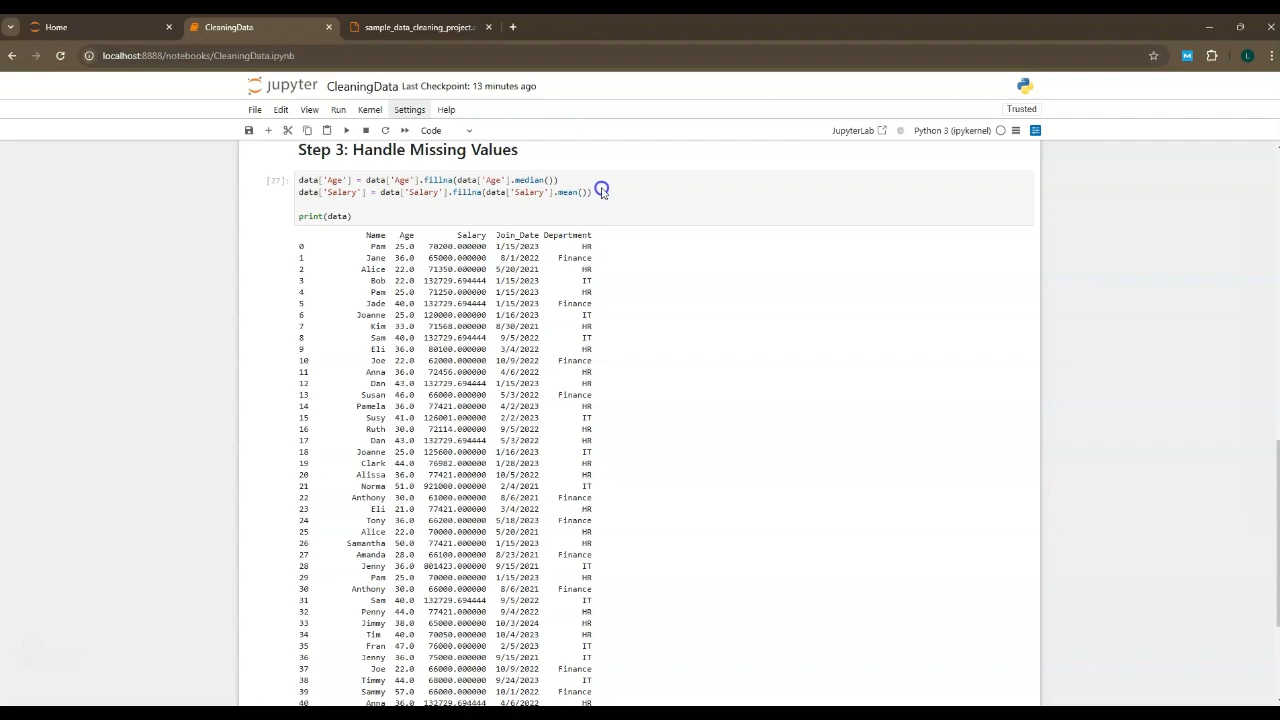 Home
CleaningData
sample_data_cleaning_project.
localhost:8888/notebooks/CleaningData.ipynb
L
jupyter CleaningData Last Checkpoint: 13 minutes ago
File Edit View Run Kernel Settings Help Trusted
Code JupyterLab Python 3 (ipykernel)
Step 3: Handle Missing Values
[27]: data['Age'] = data['Age'].fillna(data['Age'].median())
data['Salary'] = data['Salary'].fillna(data['Salary'].mean())
print(data)
Name Age Salary Join_Date Department
0 Pam 25.0 70200.000000 1/15/2023 HR
1 Jane 36.0 65000.000000 8/1/2022 Finance
2 Alice 22.0 71350.000000 5/20/2021 HR
3 Bob 22.0 132729.694444 1/15/2023 IT
4 Pam 25.0 71250.000000 1/15/2023 HR
5 Jade 40.0 132729.694444 1/15/2023 Finance
6 Joanne 25.0 120000.000000 1/16/2023 IT
7 Kim 33.0 71568.000000 8/30/2021 HR
8 Sam 40.0 132729.694444 9/5/2022 IT
9 Eli 36.0 80100.000000 3/4/2022 HR
10 Joe 22.0 62000.000000 10/9/2022 Finance
11 Anna 36.0 72456.000000 4/6/2022 HR
12 Dan 43.0 132729.694444 1/15/2023 HR
13 Susan 46.0 66000.000000 5/3/2022 Finance
14 Pamela 36.0 77421.000000 4/2/2023 HR
15 Susy 41.0 126001.000000 2/2/2023 IT
16 Ruth 30.0 72114.000000 9/5/2022 HR
17 Dan 43.0 132729.694444 5/3/2022 HR
18 Joanne 25.0 125600.000000 1/16/2023 IT
19 Clark 44.0 76982.000000 1/28/2023 HR
20 Alissa 36.0 77421.000000 10/5/2022 HR
21 Norma 51.0 921000.000000 2/4/2021 IT
22 Anthony 30.0 61000.000000 8/6/2021 Finance
23 Eli 21.0 77421.000000 3/4/2022 HR
24 Tony 36.0 66200.000000 5/18/2023 Finance
25 Alice 22.0 70000.000000 5/20/2021 HR
26 Samantha 50.0 77421.000000 1/15/2023 HR
27 Amanda 28.0 66100.000000 8/23/2021 Finance
28 Jenny 36.0 801423.000000 9/15/2021 IT
29 Pam 25.0 70000.000000 1/15/2023 HR
30 Anthony 30.0 66000.000000 8/6/2021 Finance
31 Sam 40.0 132729.694444 9/5/2022 IT
32 Penny 44.0 77421.000000 9/4/2022 HR
33 Jimmy 38.0 65000.000000 10/3/2024 HR
34 Tim 40.0 70050.000000 10/4/2023 HR
35 Fran 47.0 76000.000000 2/5/2023 IT
36 Jenny 36.0 75000.000000 9/15/2021 IT
37 Joe 22.0 66000.000000 10/9/2022 Finance
38 Timmy 44.0 68000.000000 9/24/2023 IT
39 Sammy 57.0 66000.000000 10/1/2022 Finance
40 Anna 36.0 132729.694444 4/6/2022 HR